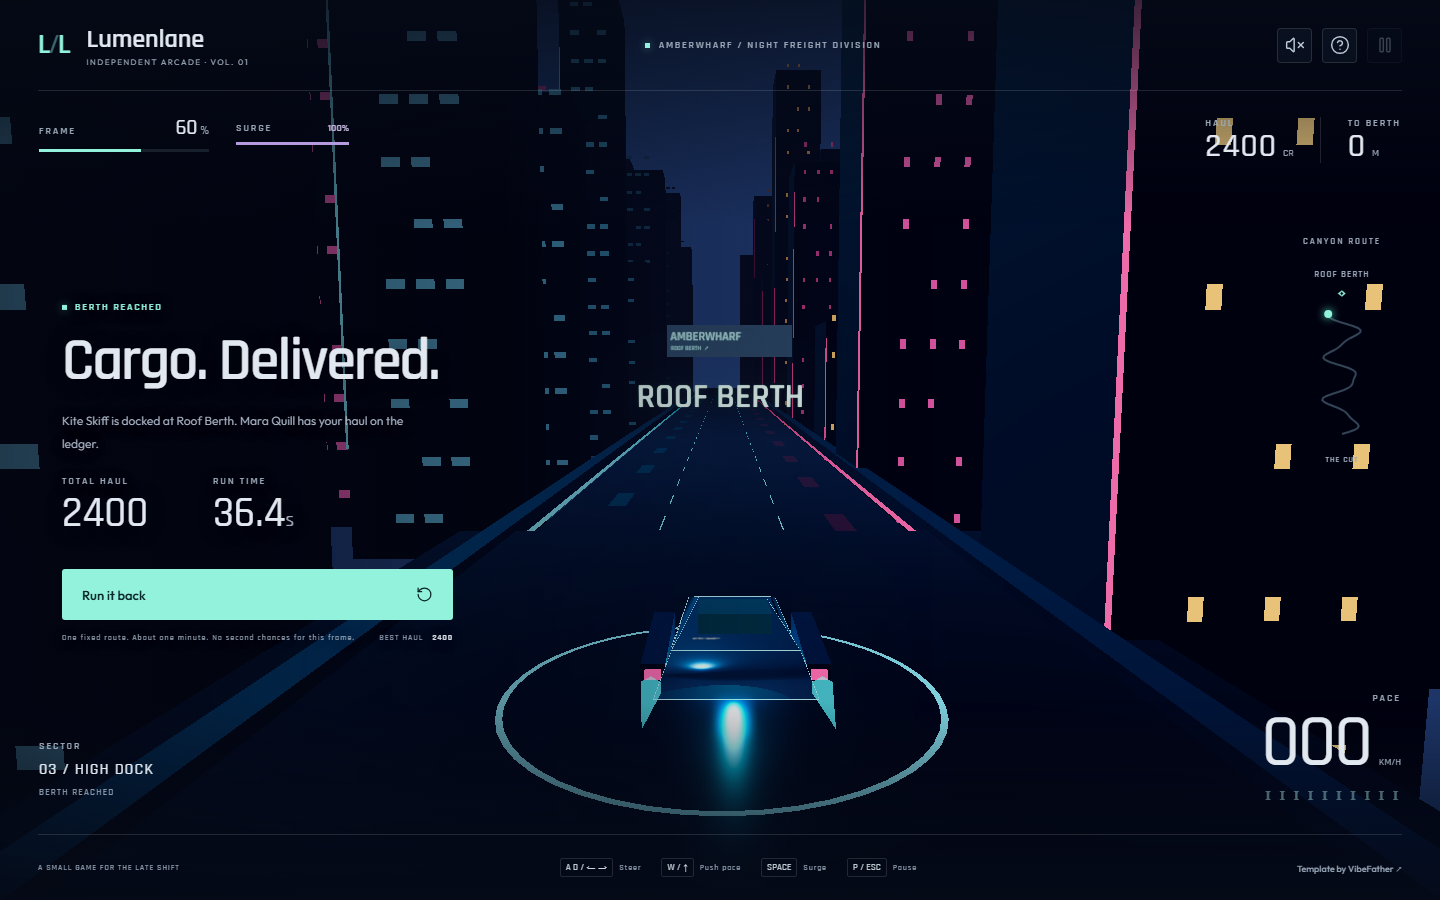 L/L
Lumenlane
INDEPENDENT ARCADE · VOL. 01
AMBERWHARF / NIGHT FREIGHT DIVISION
FRAME
60 %
SURGE
100%
HAUL
2400 CR
TO BERTH
0 M
CANYON ROUTE
ROOF BERTH
BERTH REACHED
Cargo. Delivered.
Kite Skiff is docked at Roof Berth. Mara Quill has your haul on the
ledger.
TOTAL HAUL
2400
RUN TIME
36.4s
Run it back
One fixed route. About one minute. No second chances for this frame.
BEST HAUL 2400
AMBERWHARF
ROOF BERTH ↗
ROOF BERTH
THE CU
SECTOR
03 / HIGH DOCK
BERTH REACHED
PACE
000 KM/H
A SMALL GAME FOR THE LATE SHIFT
A D / ← → Steer
W / ↑ Push pace
SPACE Surge
P / ESC Pause
Template by VibeFather ↗